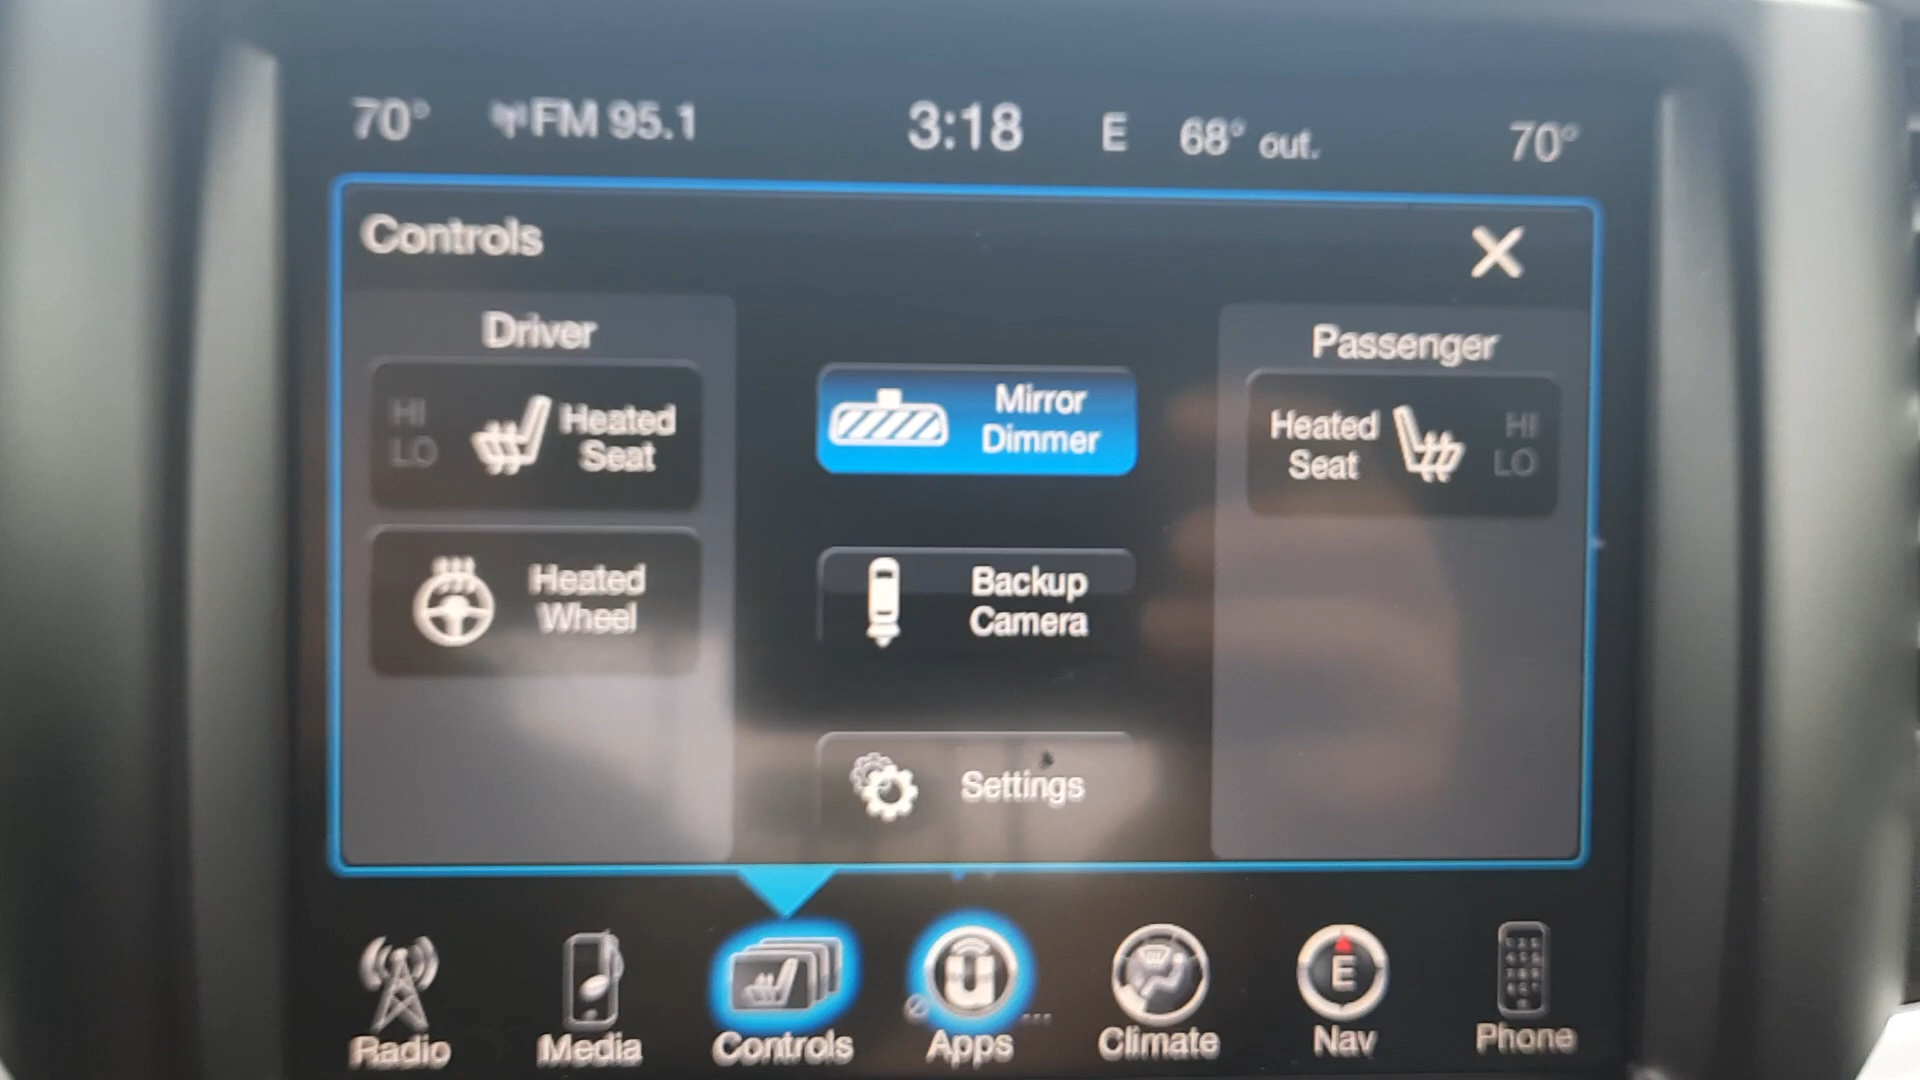 70° FM 95.1 3:18 E 68° out. 70°
Controls
Driver
Passenger
HI
LO
Heated
Seat
Mirror
Dimmer
Heated
Seat
HI
LO
Heated
Wheel
Backup
Camera
Settings
E
Radio Media Controls Apps Climate Nav Phone